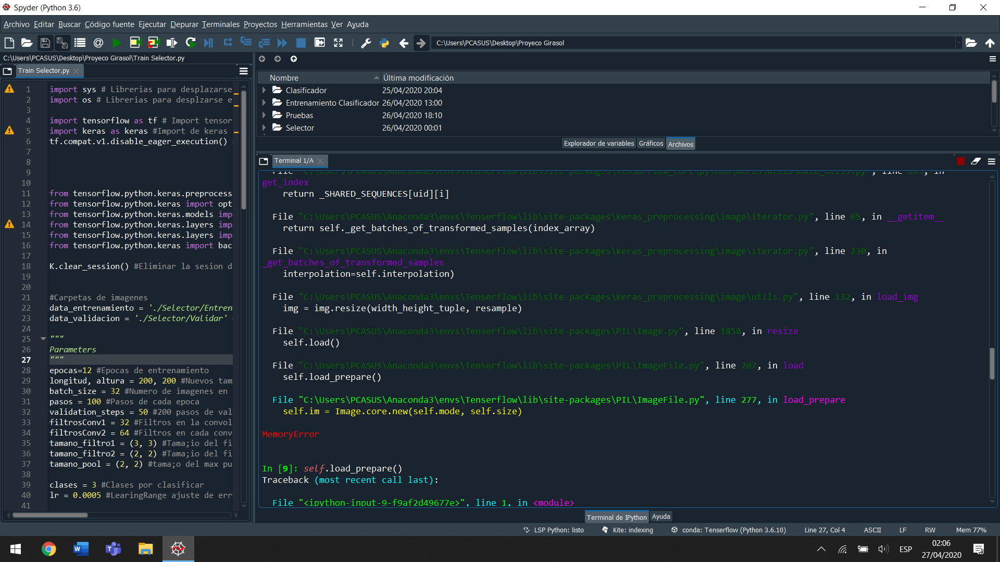 Spyder (Python 3.6)
Archivo Editar Buscar Código fuente Ejecutar Depurar Terminales Proyectos Herramientas Ver Ayuda
C:\Users\PCASUS\Desktop\Proyeco Girasol
C:\Users\PCASUS\Desktop\Proyeco Girasol\Train Selector.py
Train Selector.py
1 import sys # Librerias para desplazarse
2 import os # Librerias para desplzarse e
3
4 import tensorflow as tf # Import tensor
5 import keras as keras #Import de keras
6 tf.compat.v1.disable_eager_execution()
7
8
9
10
11 from tensorflow.python.keras.preprocess
12 from tensorflow.python.keras import opt
13 from tensorflow.python.keras.models imp
14 from tensorflow.python.keras.layers imp
15 from tensorflow.python.keras.layers imp
16 from tensorflow.python.keras import bac
17
18 K.clear_session() #Eliminar la sesion d
19
20
21 #Carpetas de imagenes
22 data_entrenamiento = './Selector/Entren
23 data_validacion = './Selector/Validar'
24
25 """
26 Parameters
27 """
28 epocas=12 #Epocas de entrenamiento
29 longitud, altura = 200, 200 #Nuevos tam
30 batch_size = 32 #Numero de imagenes en
31 pasos = 100 #Pasos de cada epoca
32 validation_steps = 50 #200 pasos de val
33 filtrosConv1 = 32 #Filtros en la convol
34 filtrosConv2 = 64 #Filtros en cada conv
35 tamano_filtro1 = (3, 3) #Tama;io del fi
36 tamano_filtro2 = (2, 2) #Tama;io del fi
37 tamano_pool = (2, 2) #tama;o del max pu
38
39 clases = 3 #Clases por clasificar
40 lr = 0.0005 #LearingRange ajuste de err
41
Nombre Última modificación
Clasificador 25/04/2020 20:04
Entrenamiento Clasificador 26/04/2020 13:00
Pruebas 26/04/2020 18:10
Selector 26/04/2020 00:01
Explorador de variables Gráficos Archivos
Terminal 1/A
File "C:\Users\PCASUS\Anaconda3\envs\Tenserflow\lib\site-packages\tensorflow_core\python\keras\utils\data_utils.py", line 609, in
get_index
return _SHARED_SEQUENCES[uid][i]
File "C:\Users\PCASUS\Anaconda3\envs\Tenserflow\lib\site-packages\keras_preprocessing\image\iterator.py", line 65, in __getitem__
return self._get_batches_of_transformed_samples(index_array)
File "C:\Users\PCASUS\Anaconda3\envs\Tenserflow\lib\site-packages\keras_preprocessing\image\iterator.py", line 230, in
_get_batches_of_transformed_samples
interpolation=self.interpolation)
File "C:\Users\PCASUS\Anaconda3\envs\Tenserflow\lib\site-packages\keras_preprocessing\image\utils.py", line 132, in load_img
img = img.resize(width_height_tuple, resample)
File "C:\Users\PCASUS\Anaconda3\envs\Tenserflow\lib\site-packages\PIL\Image.py", line 1858, in resize
self.load()
File "C:\Users\PCASUS\Anaconda3\envs\Tenserflow\lib\site-packages\PIL\ImageFile.py", line 207, in load
self.load_prepare()
File "C:\Users\PCASUS\Anaconda3\envs\Tenserflow\lib\site-packages\PIL\ImageFile.py", line 277, in load_prepare
self.im = Image.core.new(self.mode, self.size)
MemoryError
In [9]: self.load_prepare()
Traceback (most recent call last):
File "<ipython-input-9-f9af2d49677e>", line 1, in <module>
Terminal de IPython Ayuda
LSP Python: listo Kite: indexing conda: Tenserflow (Python 3.6.10) Line 27, Col 4 ASCII LF RW Mem 77%
ESP
02:06
27/04/2020